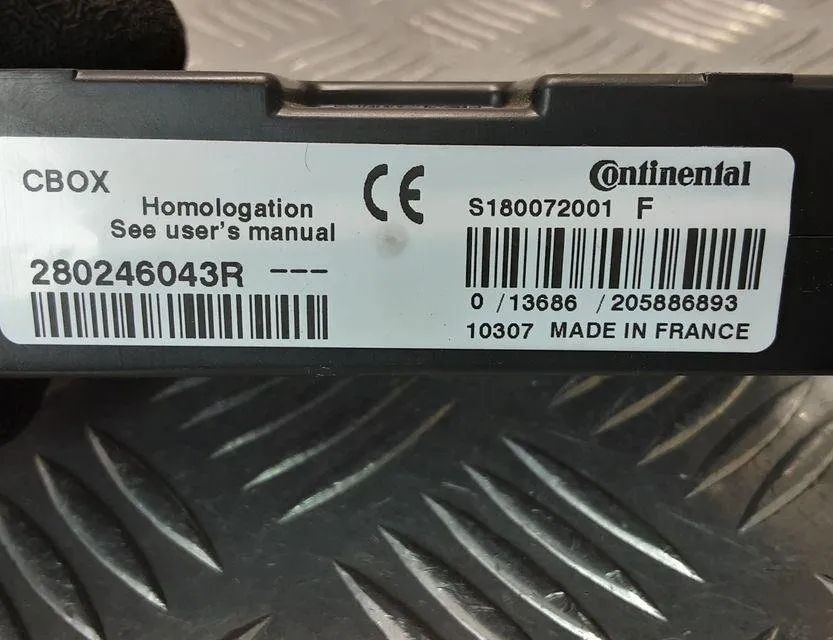 CBOX
Homologation
See user's manual
280246043R ---
CE
Continental
S180072001 F
0 /13686 /205886893
10307 MADE IN FRANCE